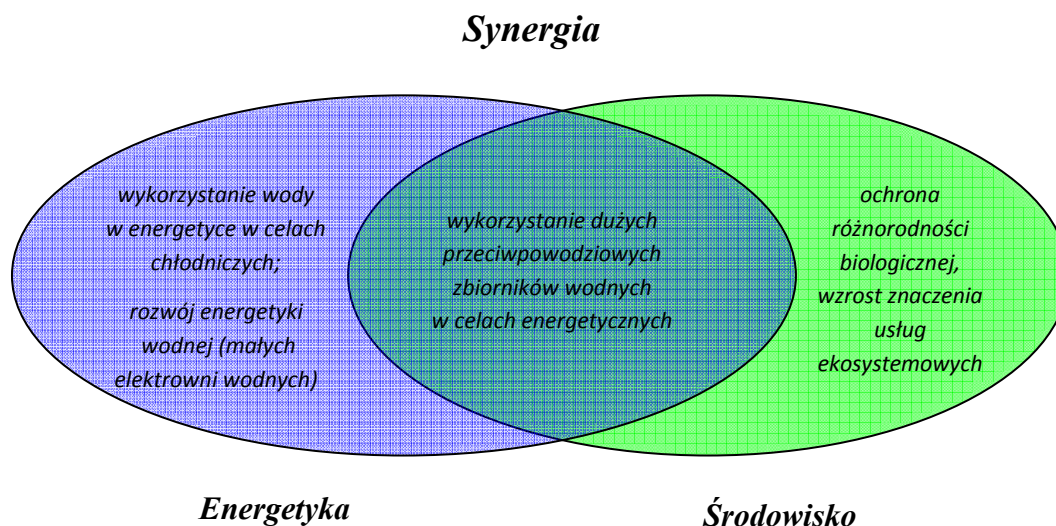 Synergia
wykorzystanie wody
w energetyce w celach
chłodniczych;
rozwój energetyki
wodnej (małych
elektrowni wodnych)
wykorzystanie dużych
przeciwpowodziowych
zbiorników wodnych
w celach energetycznych
ochrona
różnorodności
biologicznej,
wzrost znaczenia
usług
ekosystemowych
Energetyka
Środowisko